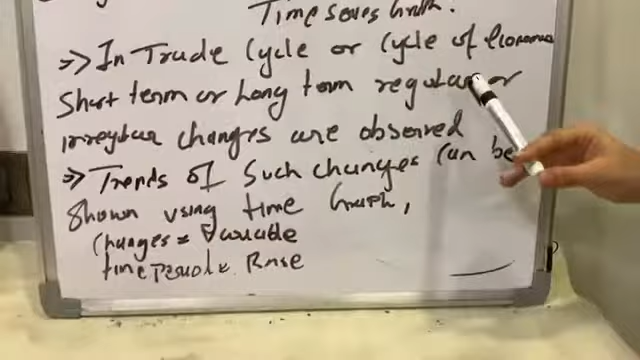 Time Series Graph.
=> In Trade Cycle or Cycle of Economic
Short term or Long term regular or
irregular changes are observed
=> Trends of Such changes Can be
Shown using time Graph,
Changes = Variable
time period = Base